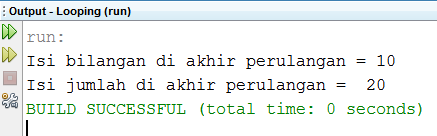 Output - Looping (run)
run:
Isi bilangan di akhir perulangan = 10
Isi jumlah di akhir perulangan =  20
BUILD SUCCESSFUL (total time: 0 seconds)